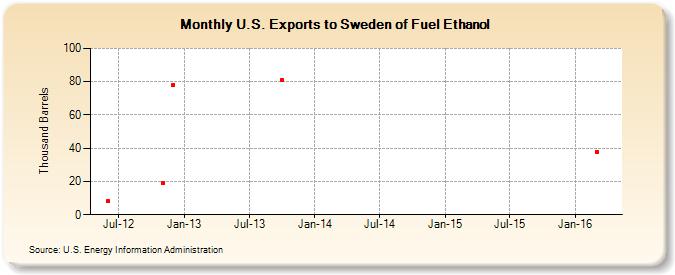 Monthly U.S. Exports to Sweden of Fuel Ethanol
Thousand Barrels
100
80
60
40
20
0
Jul-12 Jan-13 Jul-13 Jan-14 Jul-14 Jan-15 Jul-15 Jan-16
Source: U.S. Energy Information Administration